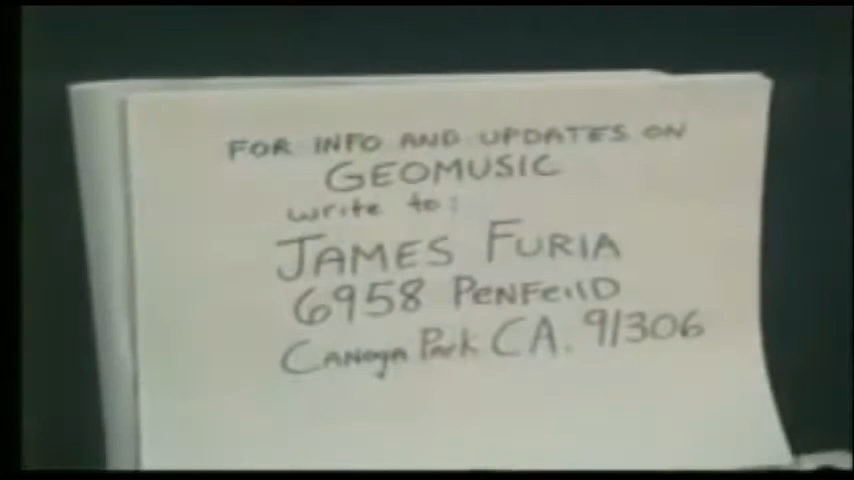 FOR INFO AND UPDATES ON
GEOMUSIC
write to:
JAMES FURIA
6958 PENFEilD
CANOGA Park CA. 91306